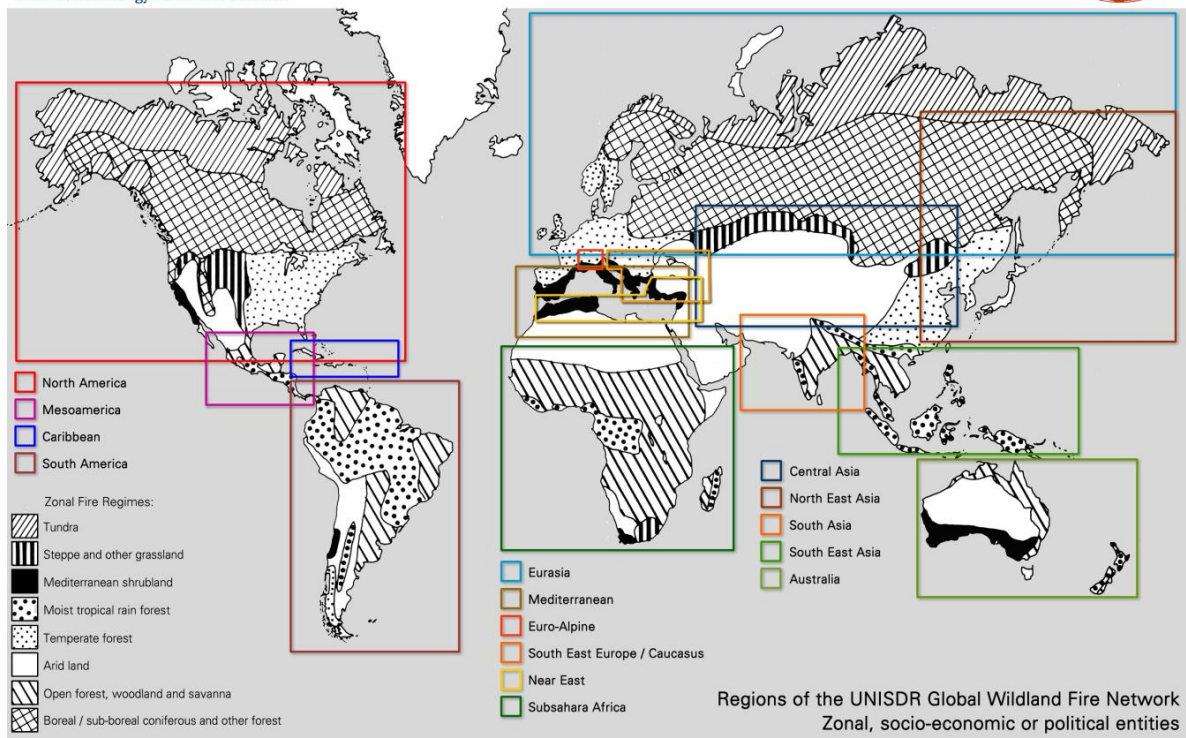 North America
Mesoamerica
Caribbean
South America
Zonal Fire Regimes:
Tundra
Steppe and other grassland
Mediterranean shrubland
Moist tropical rain forest
Temperate forest
Arid land
Open forest, woodland and savanna
Boreal / sub-boreal coniferous and other forest
Eurasia
Mediterranean
Euro-Alpine
South East Europe / Caucasus
Near East
Subsahara Africa
Central Asia
North East Asia
South Asia
South East Asia
Australia
Regions of the UNISDR Global Wildland Fire Network
Zonal, socio-economic or political entities